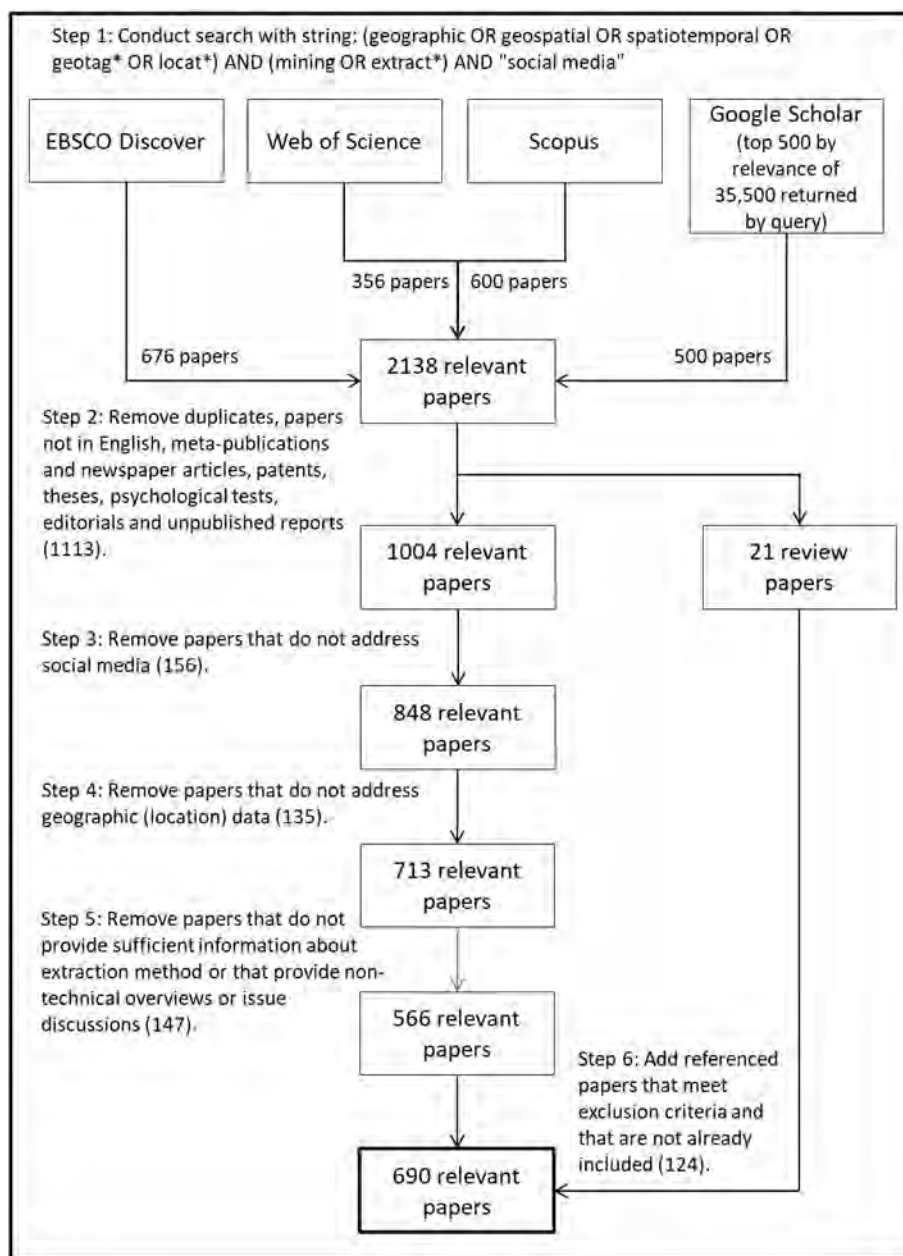 Step 1: Conduct search with string: (geographic OR geospatial OR spatiotemporal OR
geotag* OR locat*) AND (mining OR extract*) AND "social media"
EBSCO Discover
Web of Science
Scopus
Google Scholar
(top 500 by
relevance of
35,500 returned
by query)
356 papers
600 papers
676 papers
500 papers
2138 relevant
papers
Step 2: Remove duplicates, papers
not in English, meta-publications
and newspaper articles, patents,
theses, psychological tests,
editorials and unpublished reports
(1113).
1004 relevant
papers
21 review
papers
Step 3: Remove papers that do not address
social media (156).
848 relevant
papers
Step 4: Remove papers that do not address
geographic (location) data (135).
713 relevant
papers
Step 5: Remove papers that do not
provide sufficient information about
extraction method or that provide non-
technical overviews or issue
discussions (147).
566 relevant
papers
Step 6: Add referenced
papers that meet
exclusion criteria and
that are not already
included (124).
690 relevant
papers